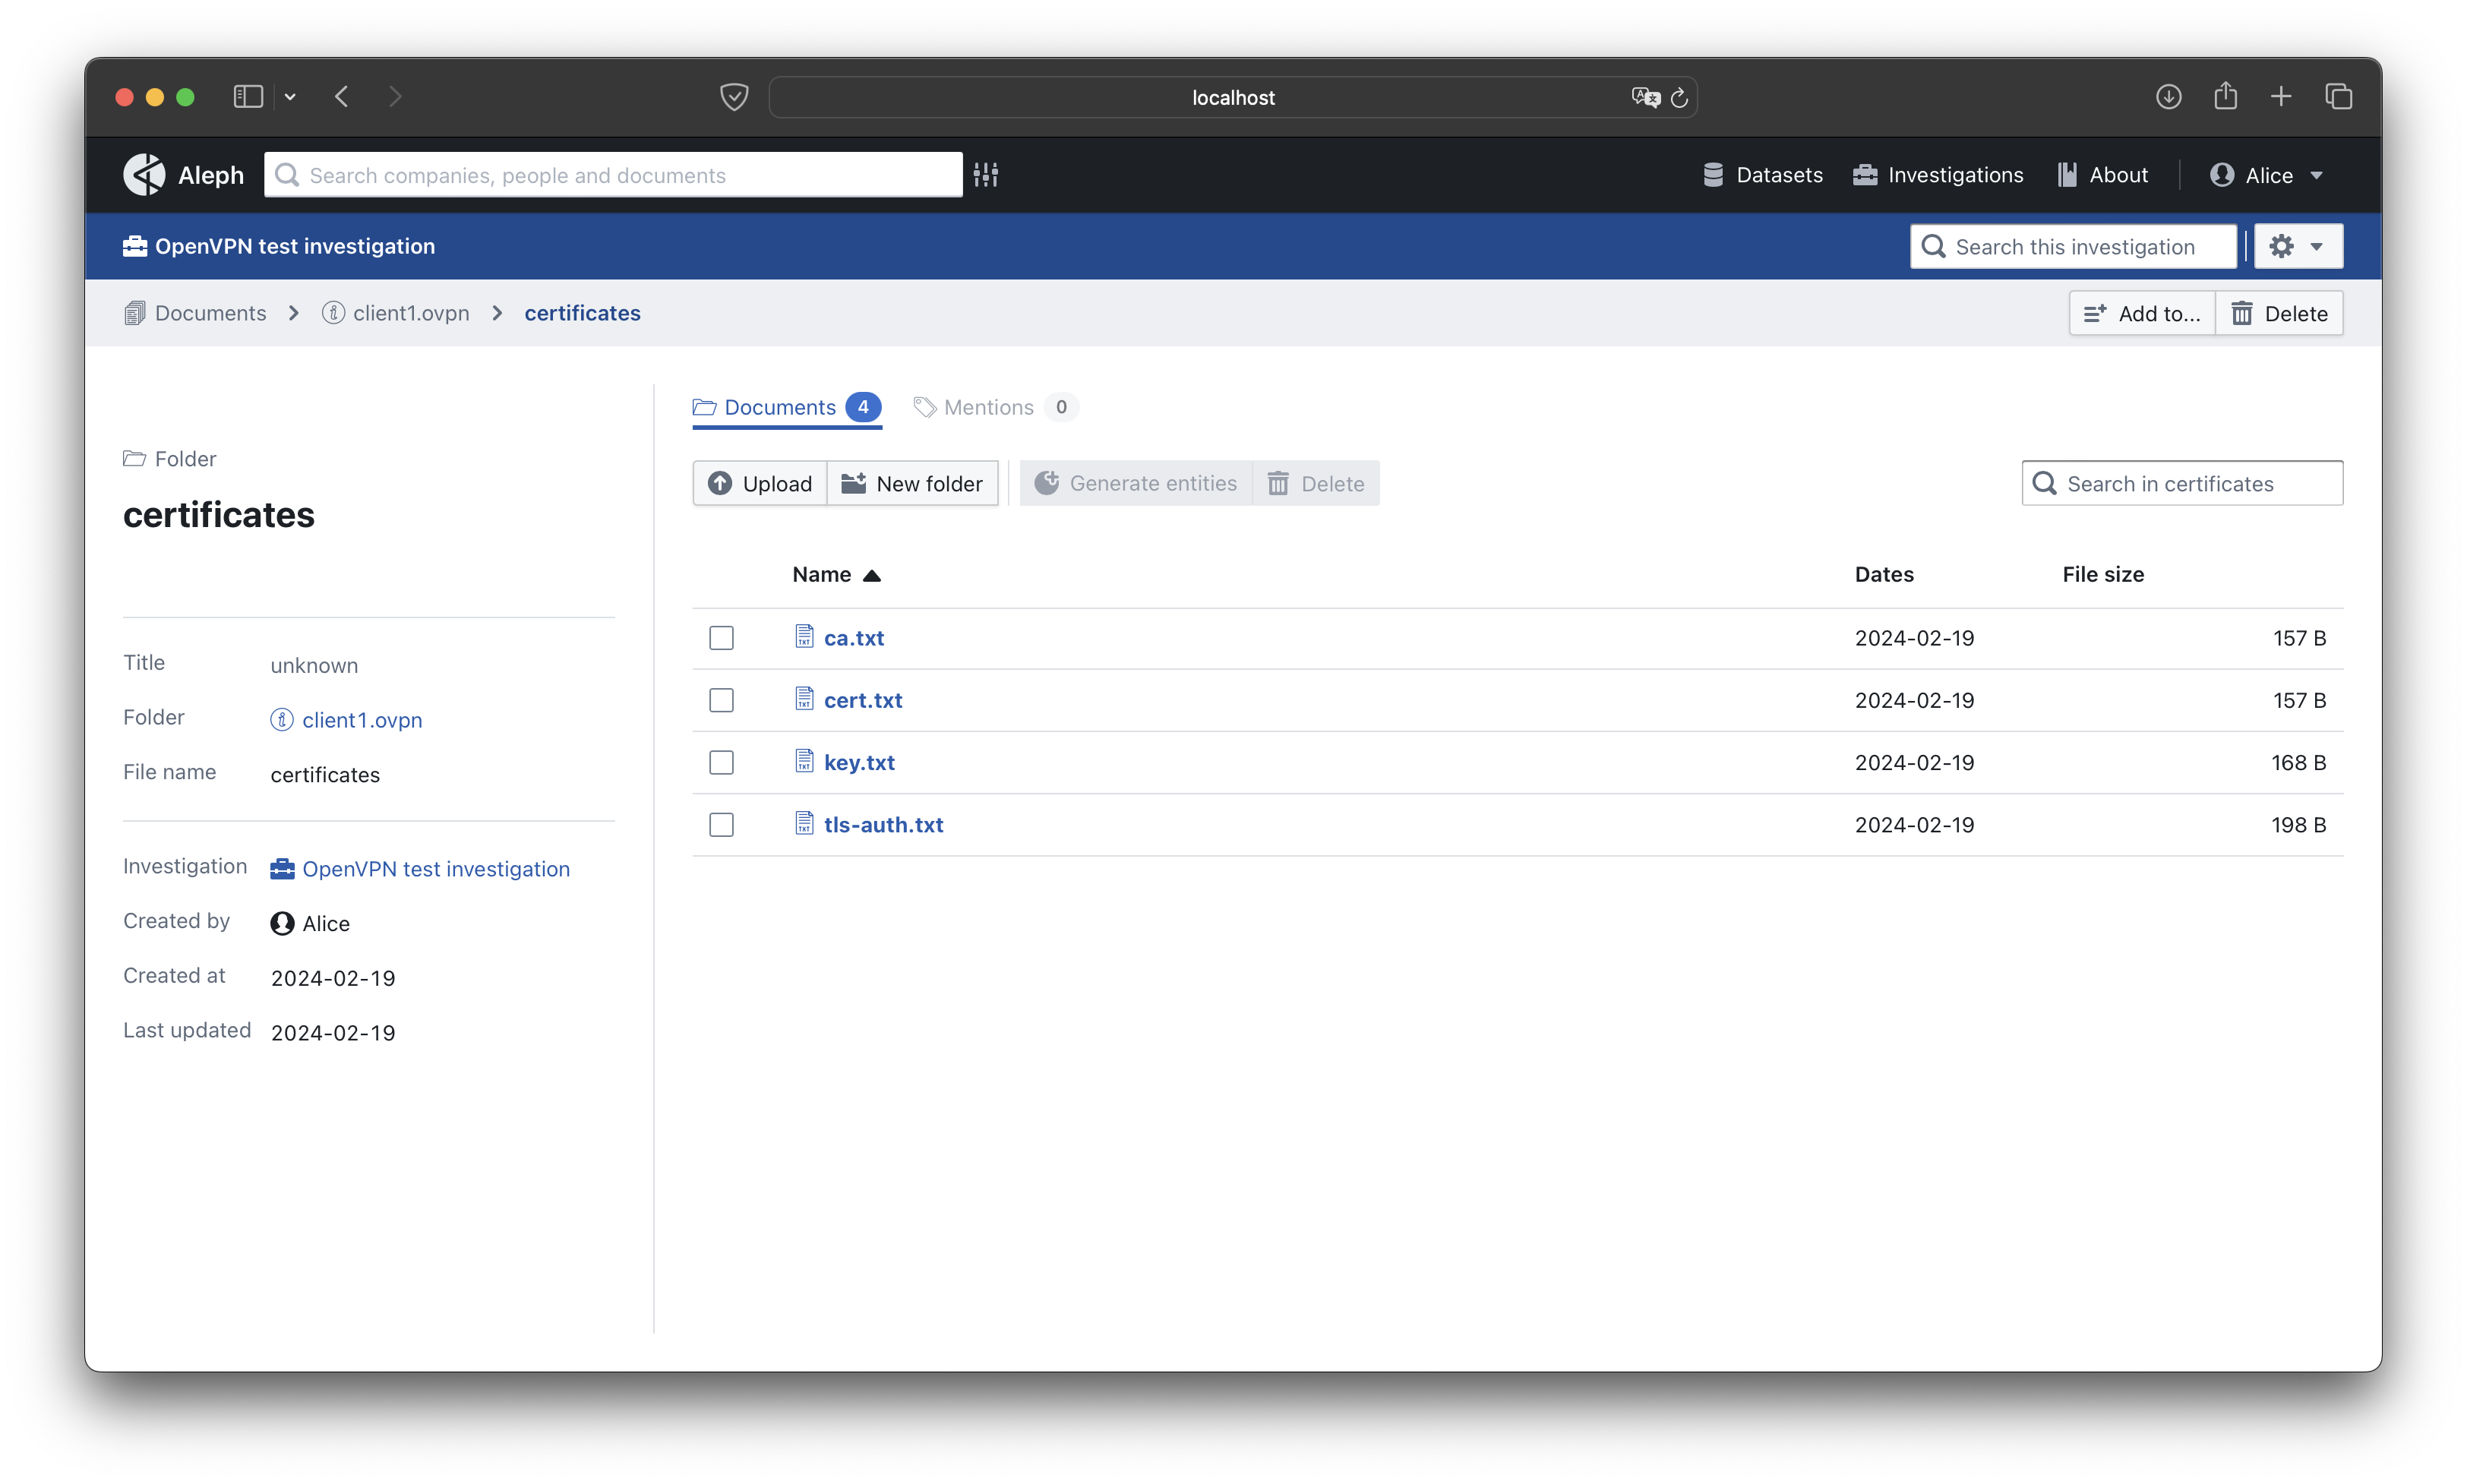 localhost
Aleph
Search companies, people and documents
Datasets
Investigations
About
Alice
OpenVPN test investigation
Search this investigation
Documents
client1.ovpn
certificates
Add to...
Delete
Folder
certificates
Title unknown
Folder client1.ovpn
File name certificates
Investigation OpenVPN test investigation
Created by Alice
Created at 2024-02-19
Last updated 2024-02-19
Documents 4
Mentions 0
Upload
New folder
Generate entities
Delete
Search in certificates
Name Dates File size
TXT ca.txt 2024-02-19 157 B
TXT cert.txt 2024-02-19 157 B
TXT key.txt 2024-02-19 168 B
TXT tls-auth.txt 2024-02-19 198 B